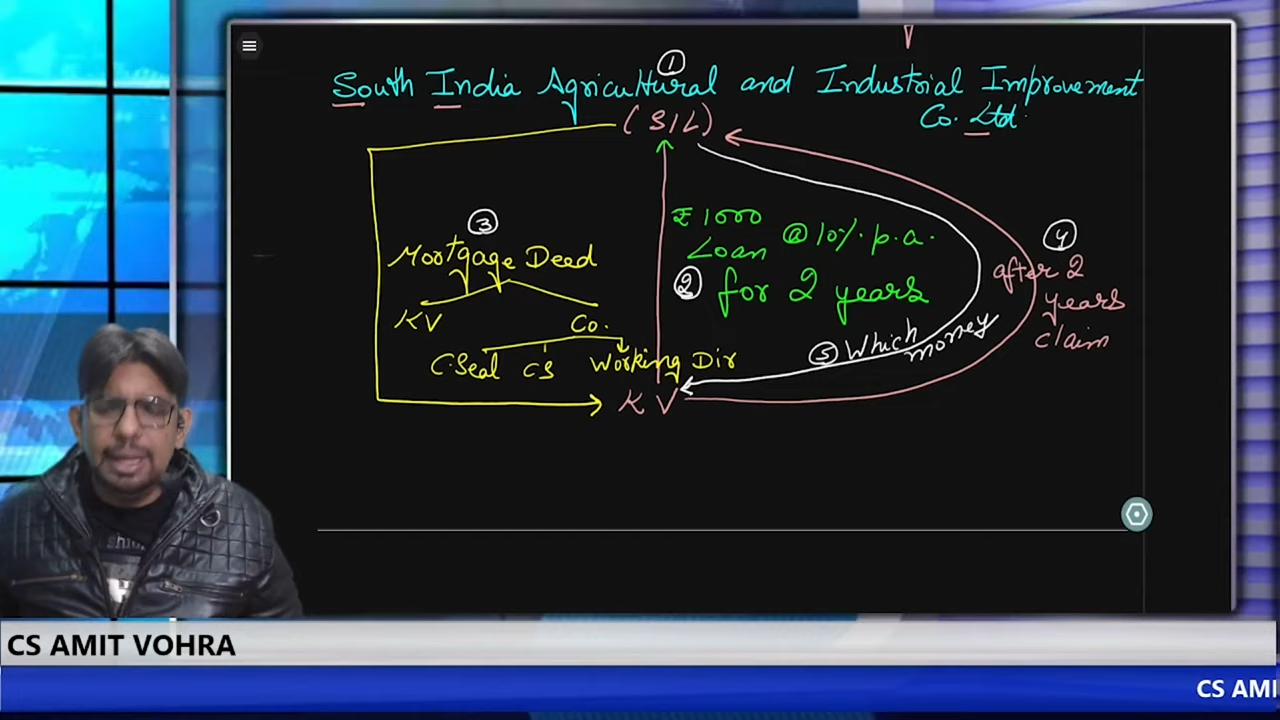 ①
South India Agricultural and Industrial Improvement
Co. Ltd.
(SIL)
③
Mortgage Deed
KV
Co.
C.Seal CS Working Dir
₹1000
Loan @ 10%. p.a.
② for 2 years
④
after 2
years
claim
⑤ Which money
KV
CS AMIT VOHRA
CS AMI